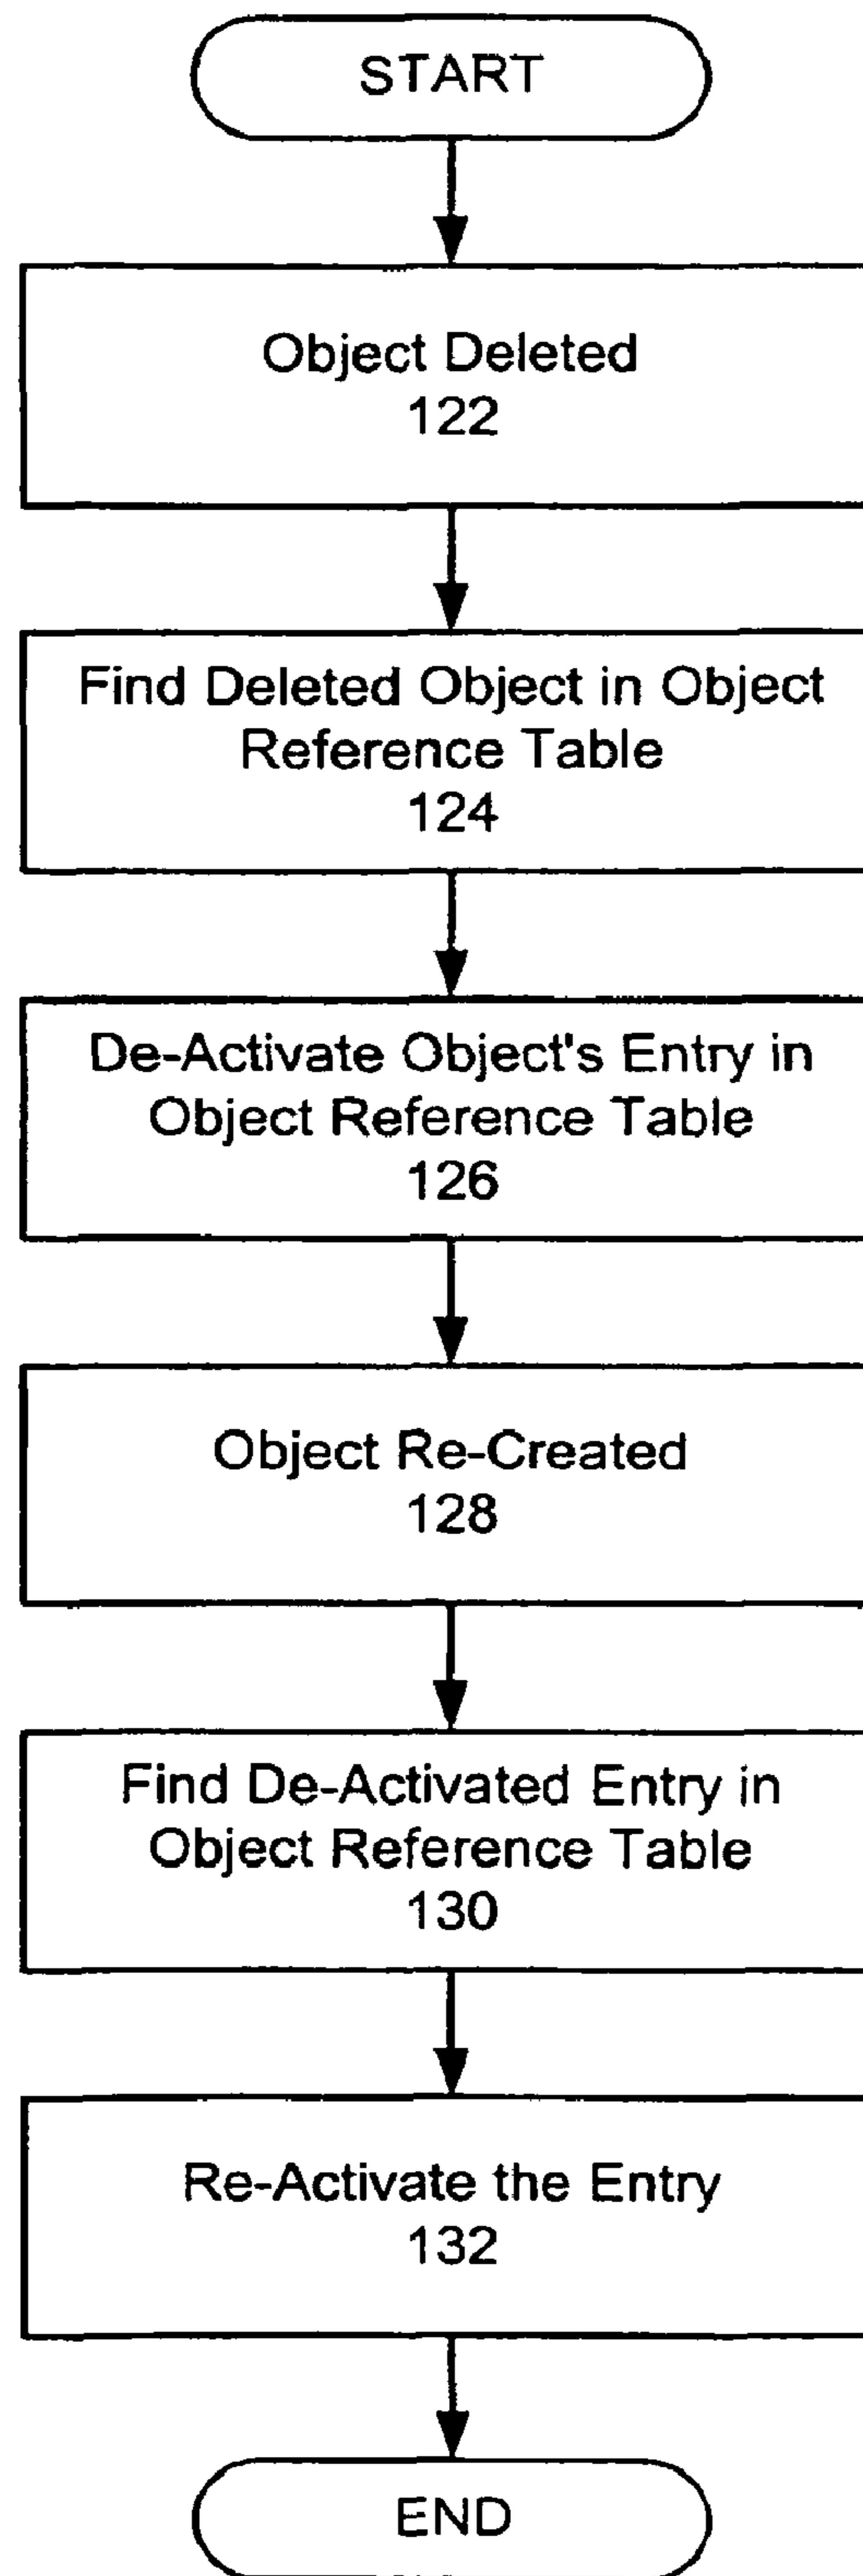 START
Object Deleted
122
Find Deleted Object in Object
Reference Table
124
De-Activate Object's Entry in
Object Reference Table
126
Object Re-Created
128
Find De-Activated Entry in
Object Reference Table
130
Re-Activate the Entry
132
END